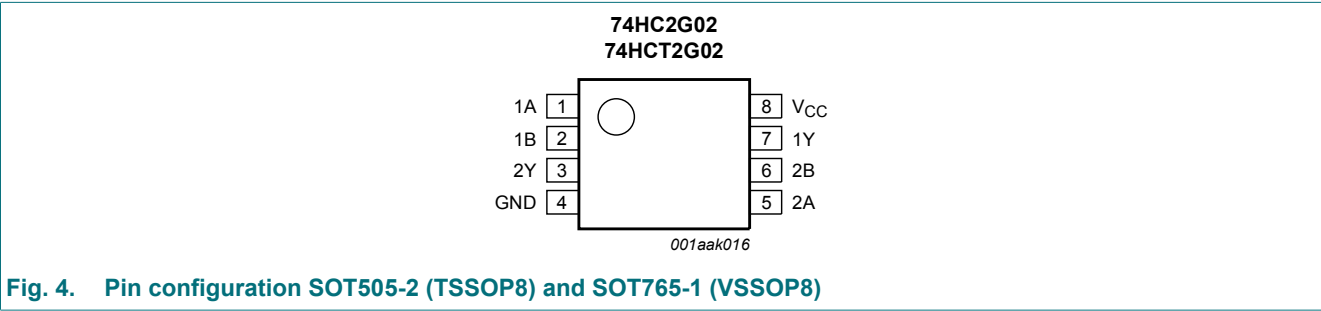 74HC2G02
74HCT2G02
1A 1 8 VCC
1B 2 7 1Y
2Y 3 6 2B
GND 4 5 2A
001aak016
Fig. 4. Pin configuration SOT505-2 (TSSOP8) and SOT765-1 (VSSOP8)